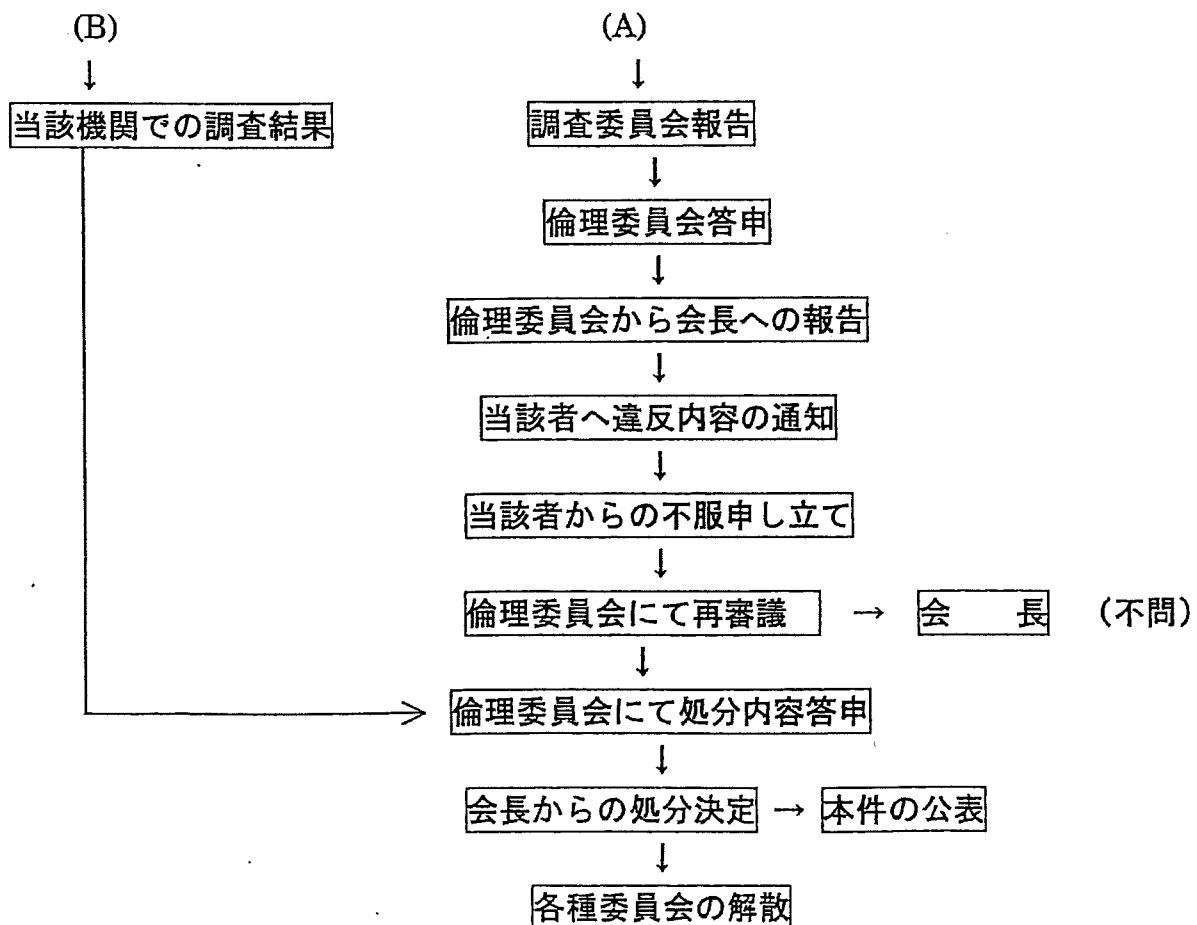 (B) (A)
↓ ↓
当該機関での調査結果 調査委員会報告
↓
倫理委員会答申
↓
倫理委員会から会長への報告
↓
当該者へ違反内容の通知
↓
当該者からの不服申し立て
↓
倫理委員会にて再審議 → 会 長 (不問)
↓
倫理委員会にて処分内容答申
↓
会長からの処分決定 → 本件の公表
↓
各種委員会の解散